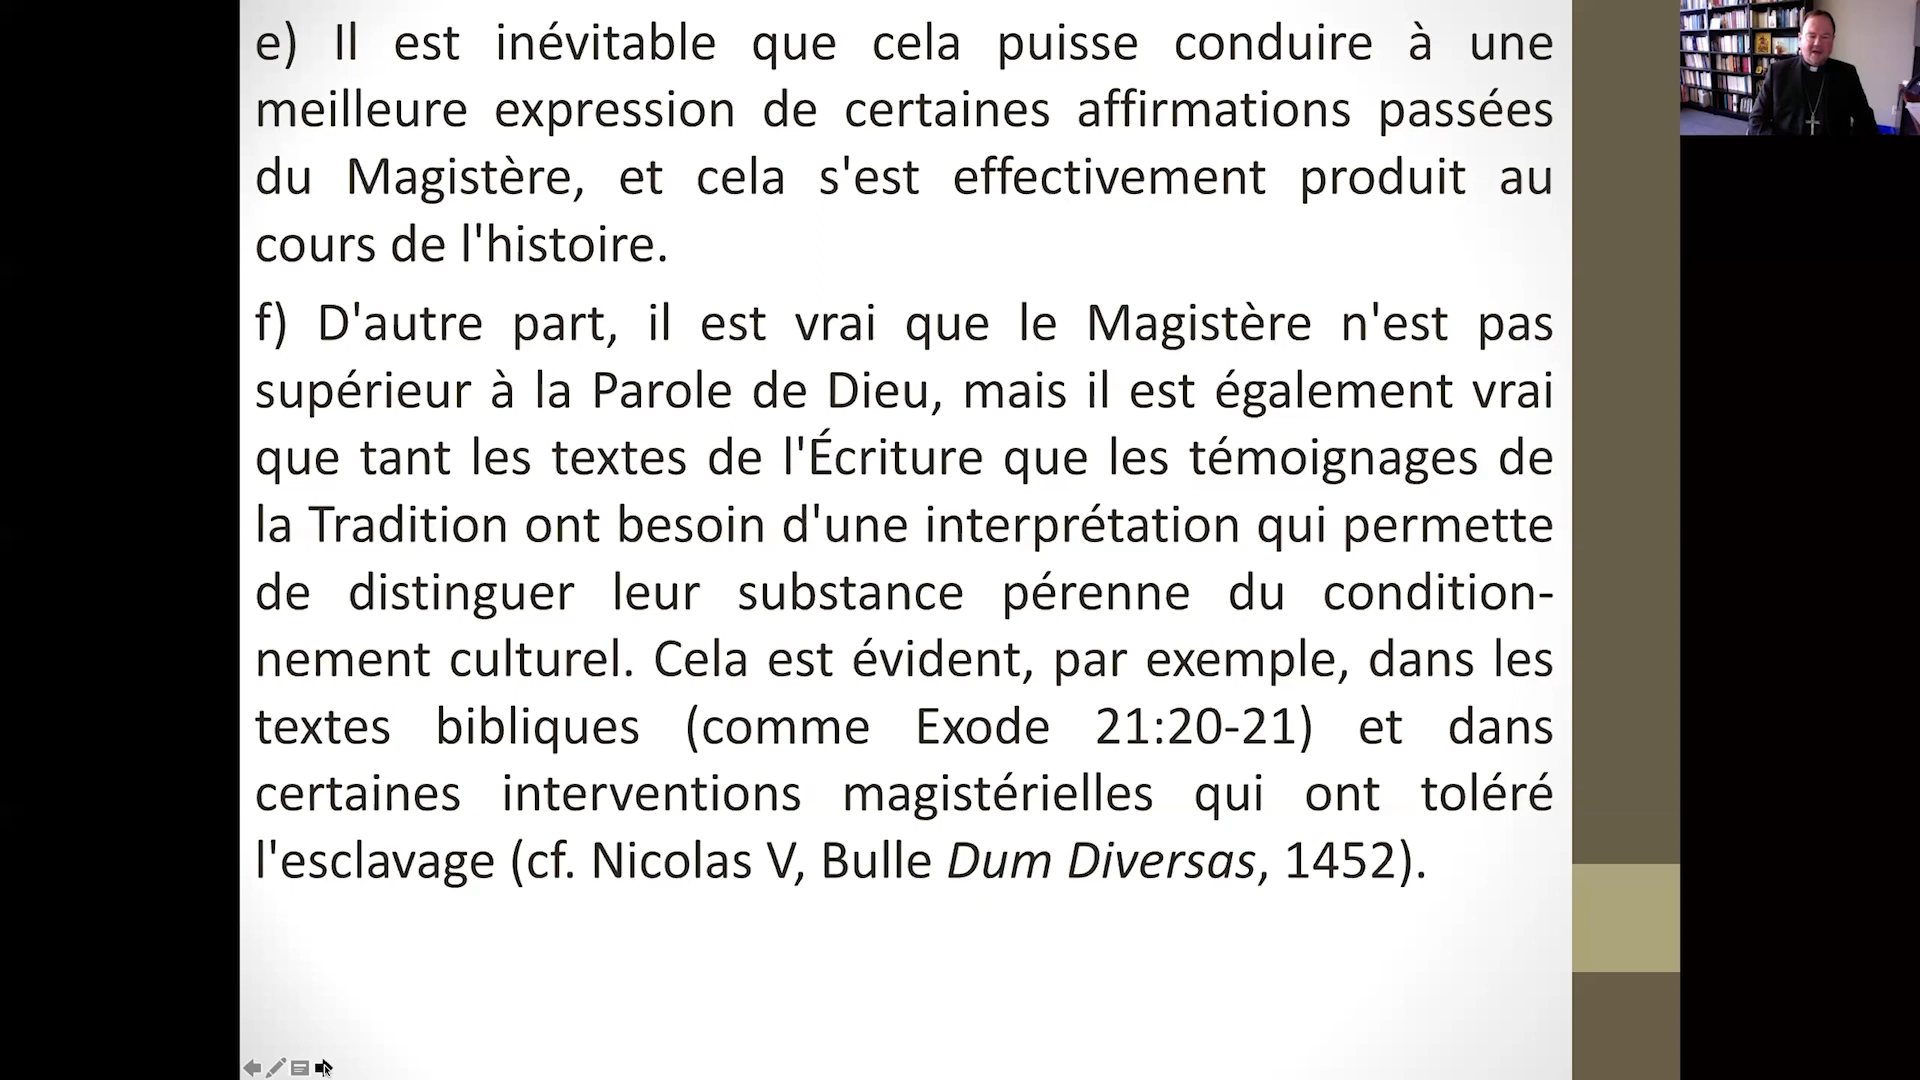 e) Il est inévitable que cela puisse conduire à une
meilleure expression de certaines affirmations passées
du Magistère, et cela s'est effectivement produit au
cours de l'histoire.
f) D'autre part, il est vrai que le Magistère n'est pas
supérieur à la Parole de Dieu, mais il est également vrai
que tant les textes de l'Écriture que les témoignages de
la Tradition ont besoin d'une interprétation qui permette
de distinguer leur substance pérenne du condition-
nement culturel. Cela est évident, par exemple, dans les
textes bibliques (comme Exode 21:20-21) et dans
certaines interventions magistérielles qui ont toléré
l'esclavage (cf. Nicolas V, Bulle Dum Diversas, 1452).